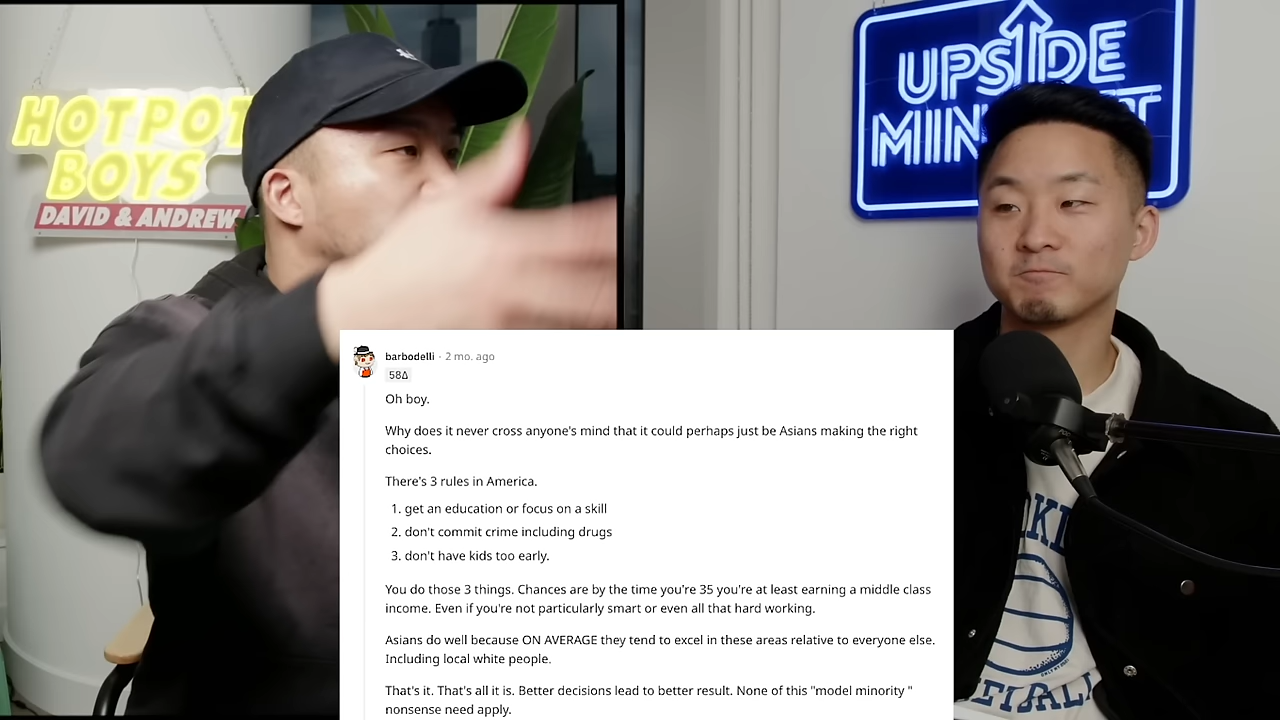 HOTPOT
BOYS
DAVID & ANDREW
UPSIDE
barbodelli · 2 mo. ago
58Δ
Oh boy.
Why does it never cross anyone's mind that it could perhaps just be Asians making the right
choices.
There's 3 rules in America.
1. get an education or focus on a skill
2. don't commit crime including drugs
3. don't have kids too early.
You do those 3 things. Chances are by the time you're 35 you're at least earning a middle class
income. Even if you're not particularly smart or even all that hard working.
Asians do well because ON AVERAGE they tend to excel in these areas relative to everyone else.
Including local white people.
That's it. That's all it is. Better decisions lead to better result. None of this "model minority "
nonsense need apply.